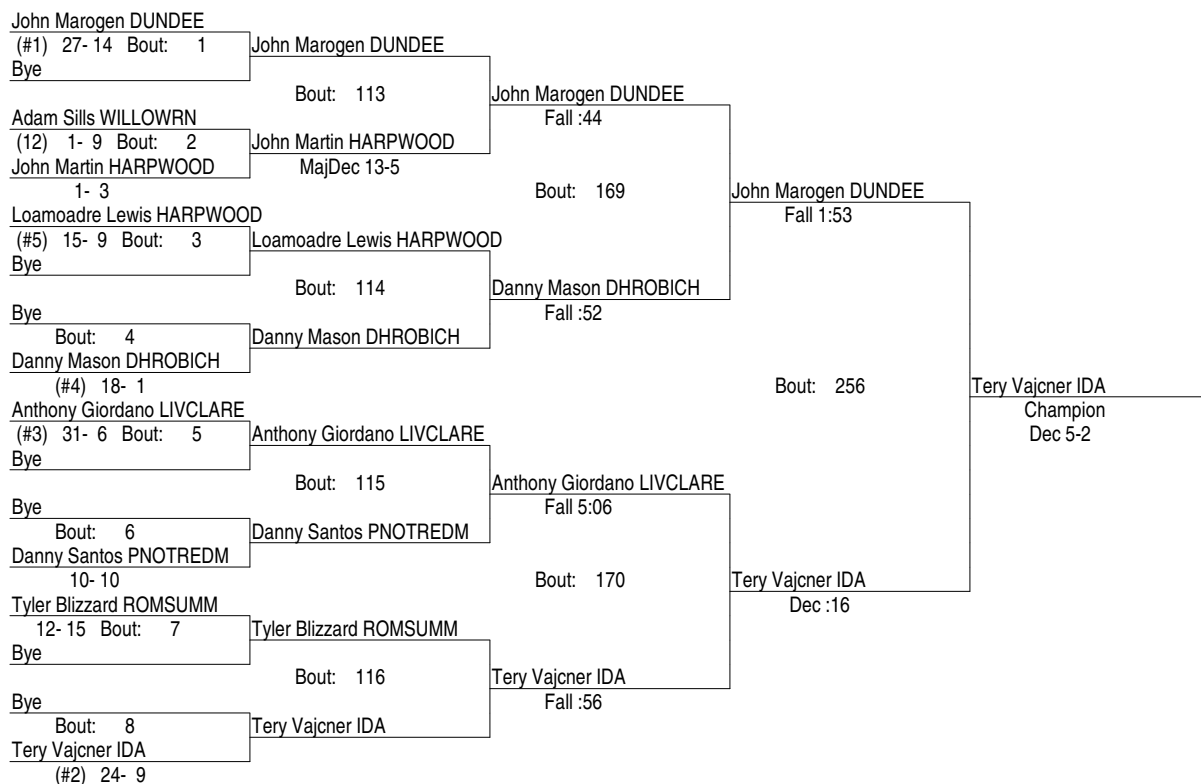 John Marogen DUNDEE
(#1) 27- 14 Bout: 1
Bye
John Marogen DUNDEE
Bout: 113
John Marogen DUNDEE
Fall :44
Adam Sills WILLOWRN
(12) 1- 9 Bout: 2
John Martin HARPWOOD
1- 3
John Martin HARPWOOD
MajDec 13-5
Bout: 169
John Marogen DUNDEE
Fall 1:53
Loamoadre Lewis HARPWOOD
(#5) 15- 9 Bout: 3
Bye
Loamoadre Lewis HARPWOOD
Bout: 114
Danny Mason DHROBICH
Fall :52
Bye
Bout: 4
Danny Mason DHROBICH
(#4) 18- 1
Danny Mason DHROBICH
Bout: 256
Tery Vajcner IDA
Champion
Dec 5-2
Anthony Giordano LIVCLARE
(#3) 31- 6 Bout: 5
Bye
Anthony Giordano LIVCLARE
Bout: 115
Anthony Giordano LIVCLARE
Fall 5:06
Bye
Bout: 6
Danny Santos PNOTREDM
10- 10
Danny Santos PNOTREDM
Bout: 170
Tery Vajcner IDA
Dec :16
Tyler Blizzard ROMSUMM
12- 15 Bout: 7
Bye
Tyler Blizzard ROMSUMM
Bout: 116
Tery Vajcner IDA
Fall :56
Bye
Bout: 8
Tery Vajcner IDA
(#2) 24- 9
Tery Vajcner IDA